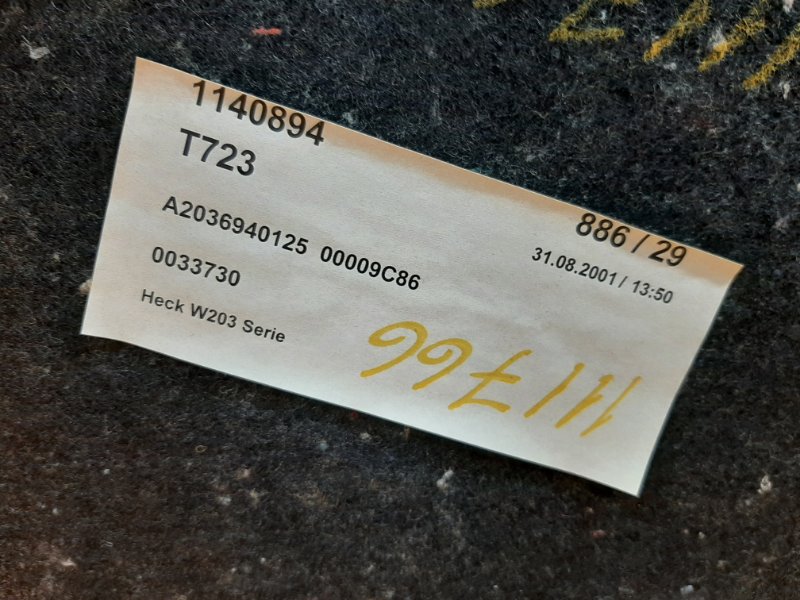 1140894
T723
886 / 29
31.08.2001 / 13:50
A2036940125 00009C86
0033730
Heck W203 Serie
111766